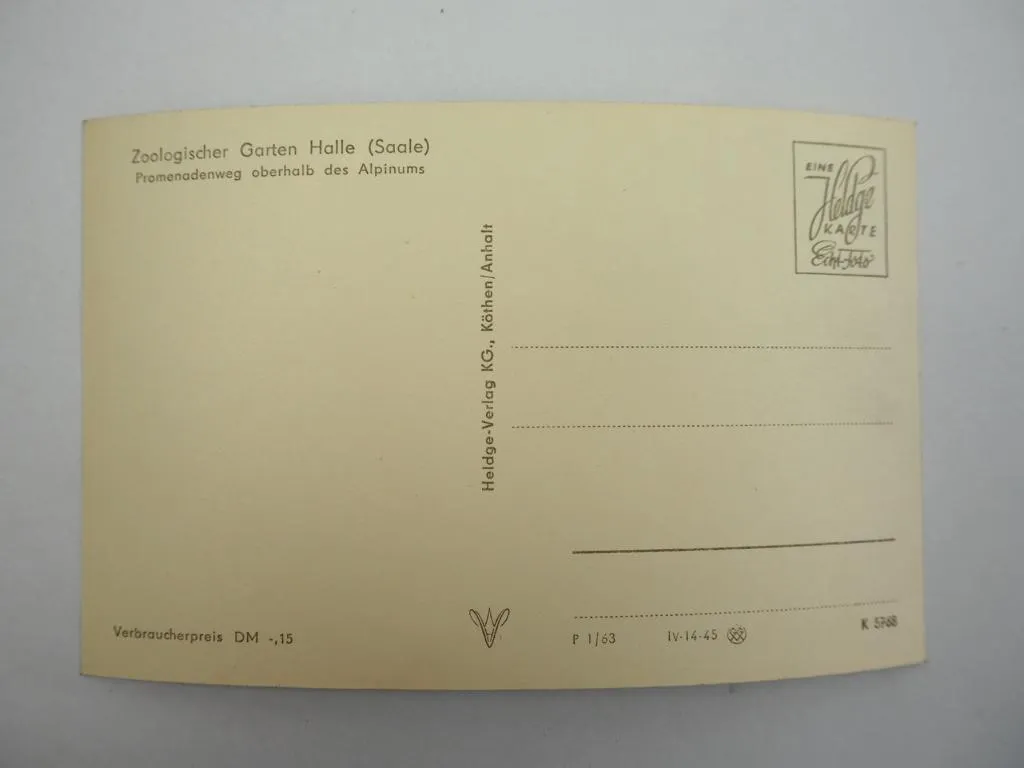 Zoologischer Garten Halle (Saale)
Promenadenweg oberhalb des Alpinums
EINE
Heldge
KARTE
Echt-Foto
Heldge-Verlag KG., Köthen/Anhalt
Verbraucherpreis DM -,15
P 1/63
IV-14-45
K 5768